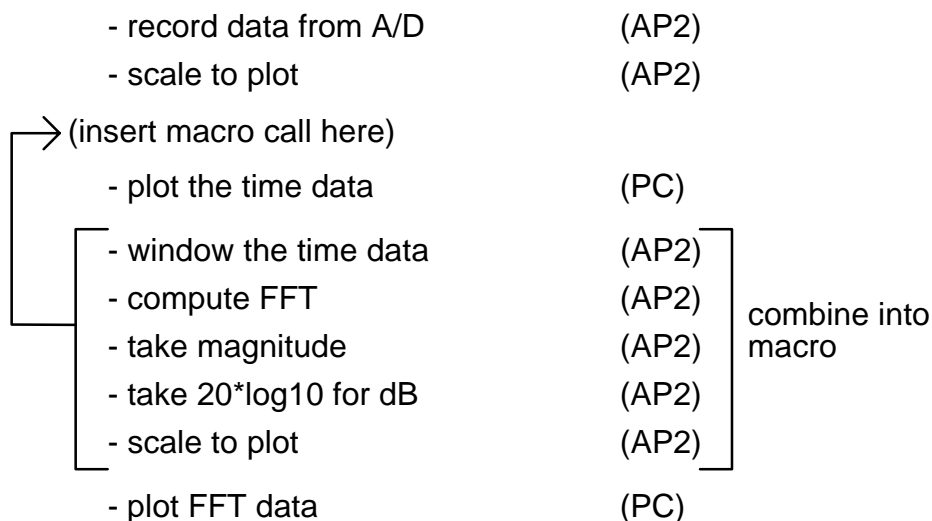 - record data from A/D (AP2)
- scale to plot (AP2)
(insert macro call here)
- plot the time data (PC)
- window the time data (AP2)
- compute FFT (AP2)
- take magnitude (AP2)
- take 20*log10 for dB (AP2)
- scale to plot (AP2)
combine into
macro
- plot FFT data (PC)